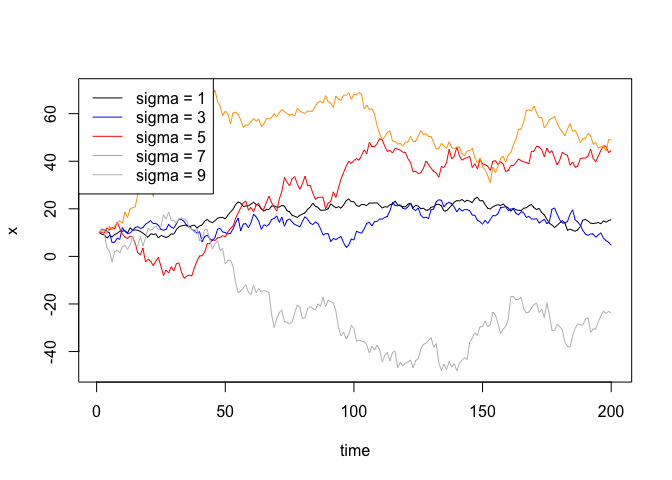 sigma = 1
sigma = 3
sigma = 5
sigma = 7
sigma = 9
60
40
20
0
-20
-40
x
0 50 100 150 200
time